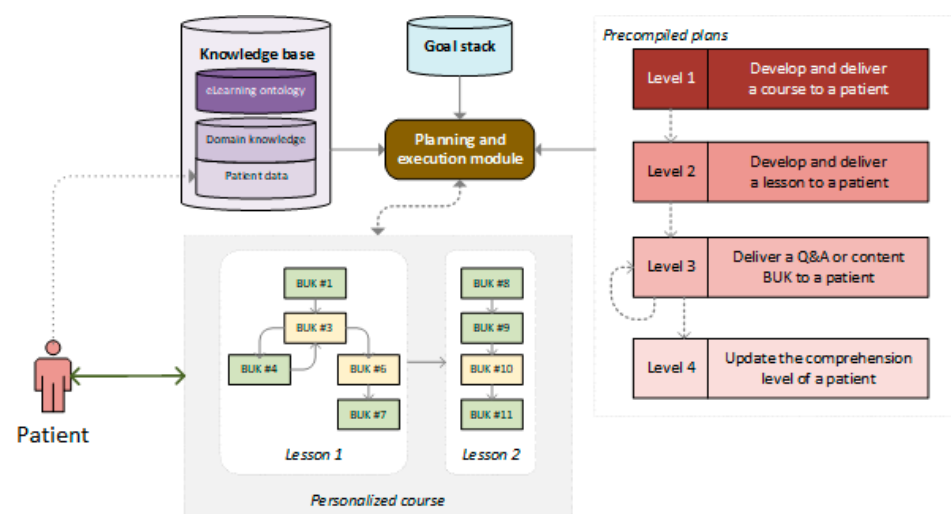 Knowledge base
eLearning ontology
Domain knowledge
Patient data
Goal stack
Planning and
execution module
Precompiled plans
Level 1
Develop and deliver
a course to a patient
Level 2
Develop and deliver
a lesson to a patient
Level 3
Deliver a Q&A or content
BUK to a patient
Level 4
Update the comprehension
level of a patient
Patient
BUK #1
BUK #3
BUK #4
BUK #6
BUK #7
Lesson 1
BUK #8
BUK #9
BUK #10
BUK #11
Lesson 2
Personalized course